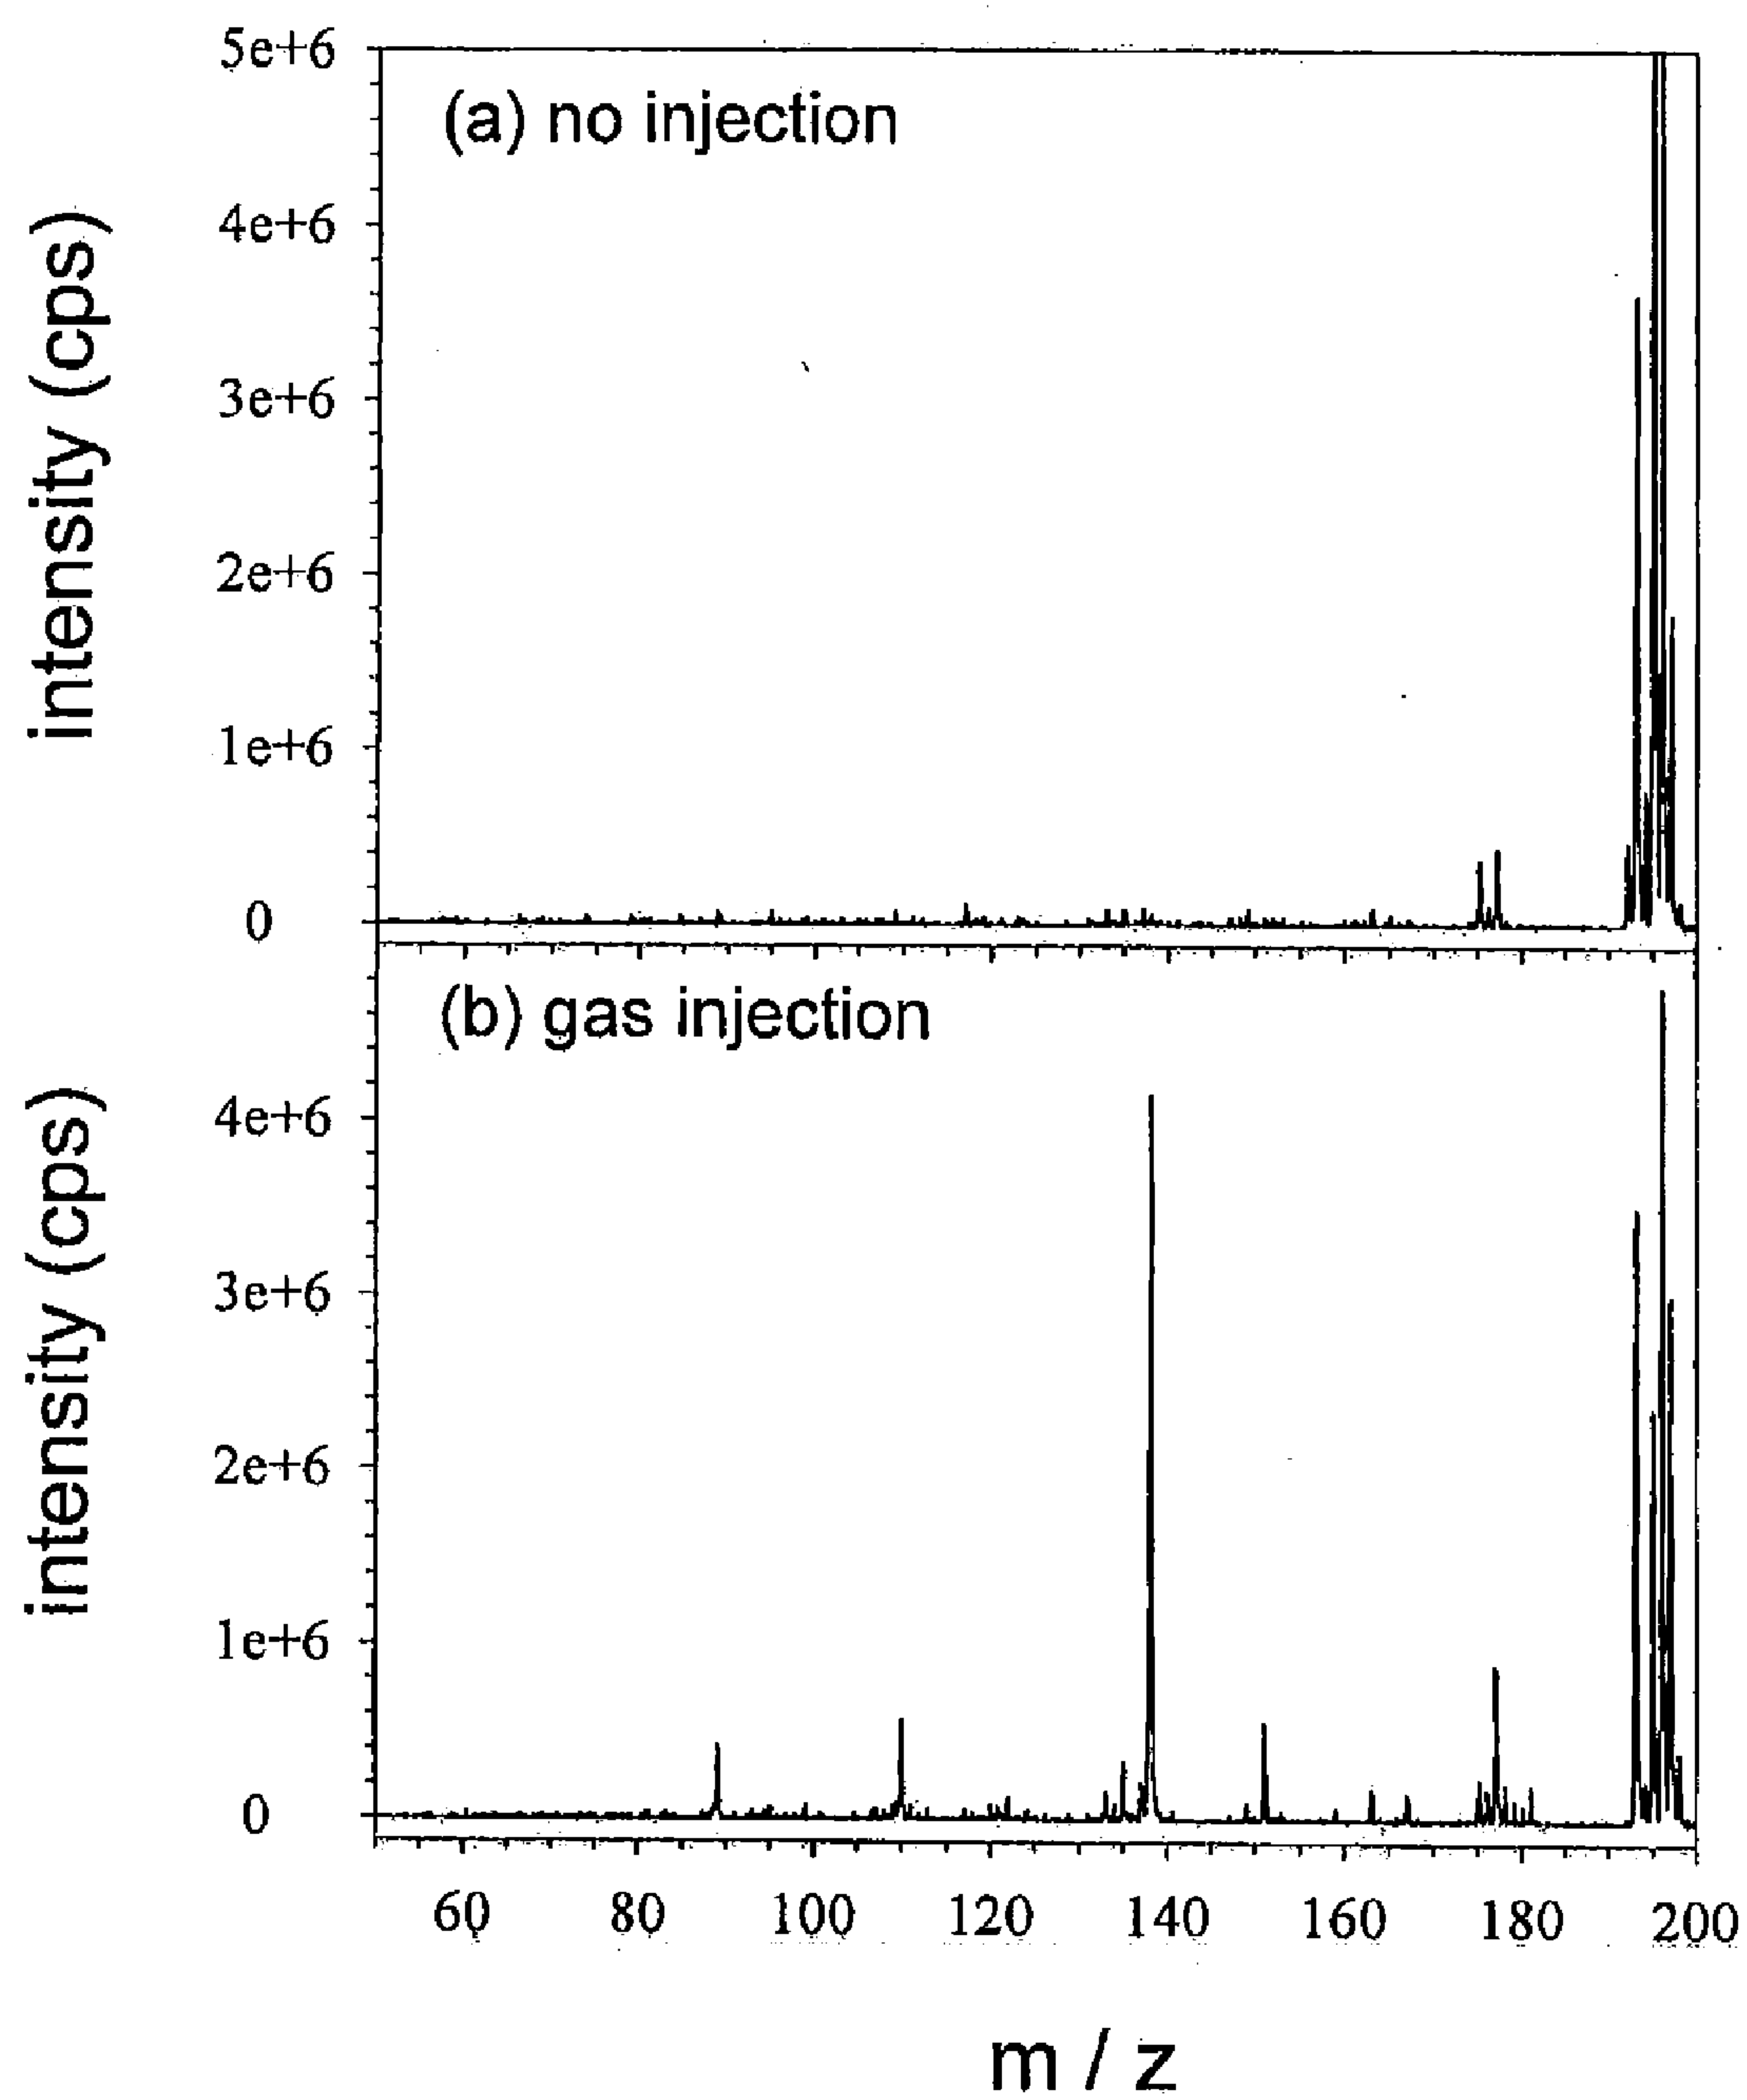 5e+6
(a) no injection
4e+6
3e+6
2e+6
1e+6
0
intensity (cps)
(b) gas injection
4e+6
3e+6
2e+6
1e+6
0
intensity (cps)
60 80 100 120 140 160 180 200
m / z